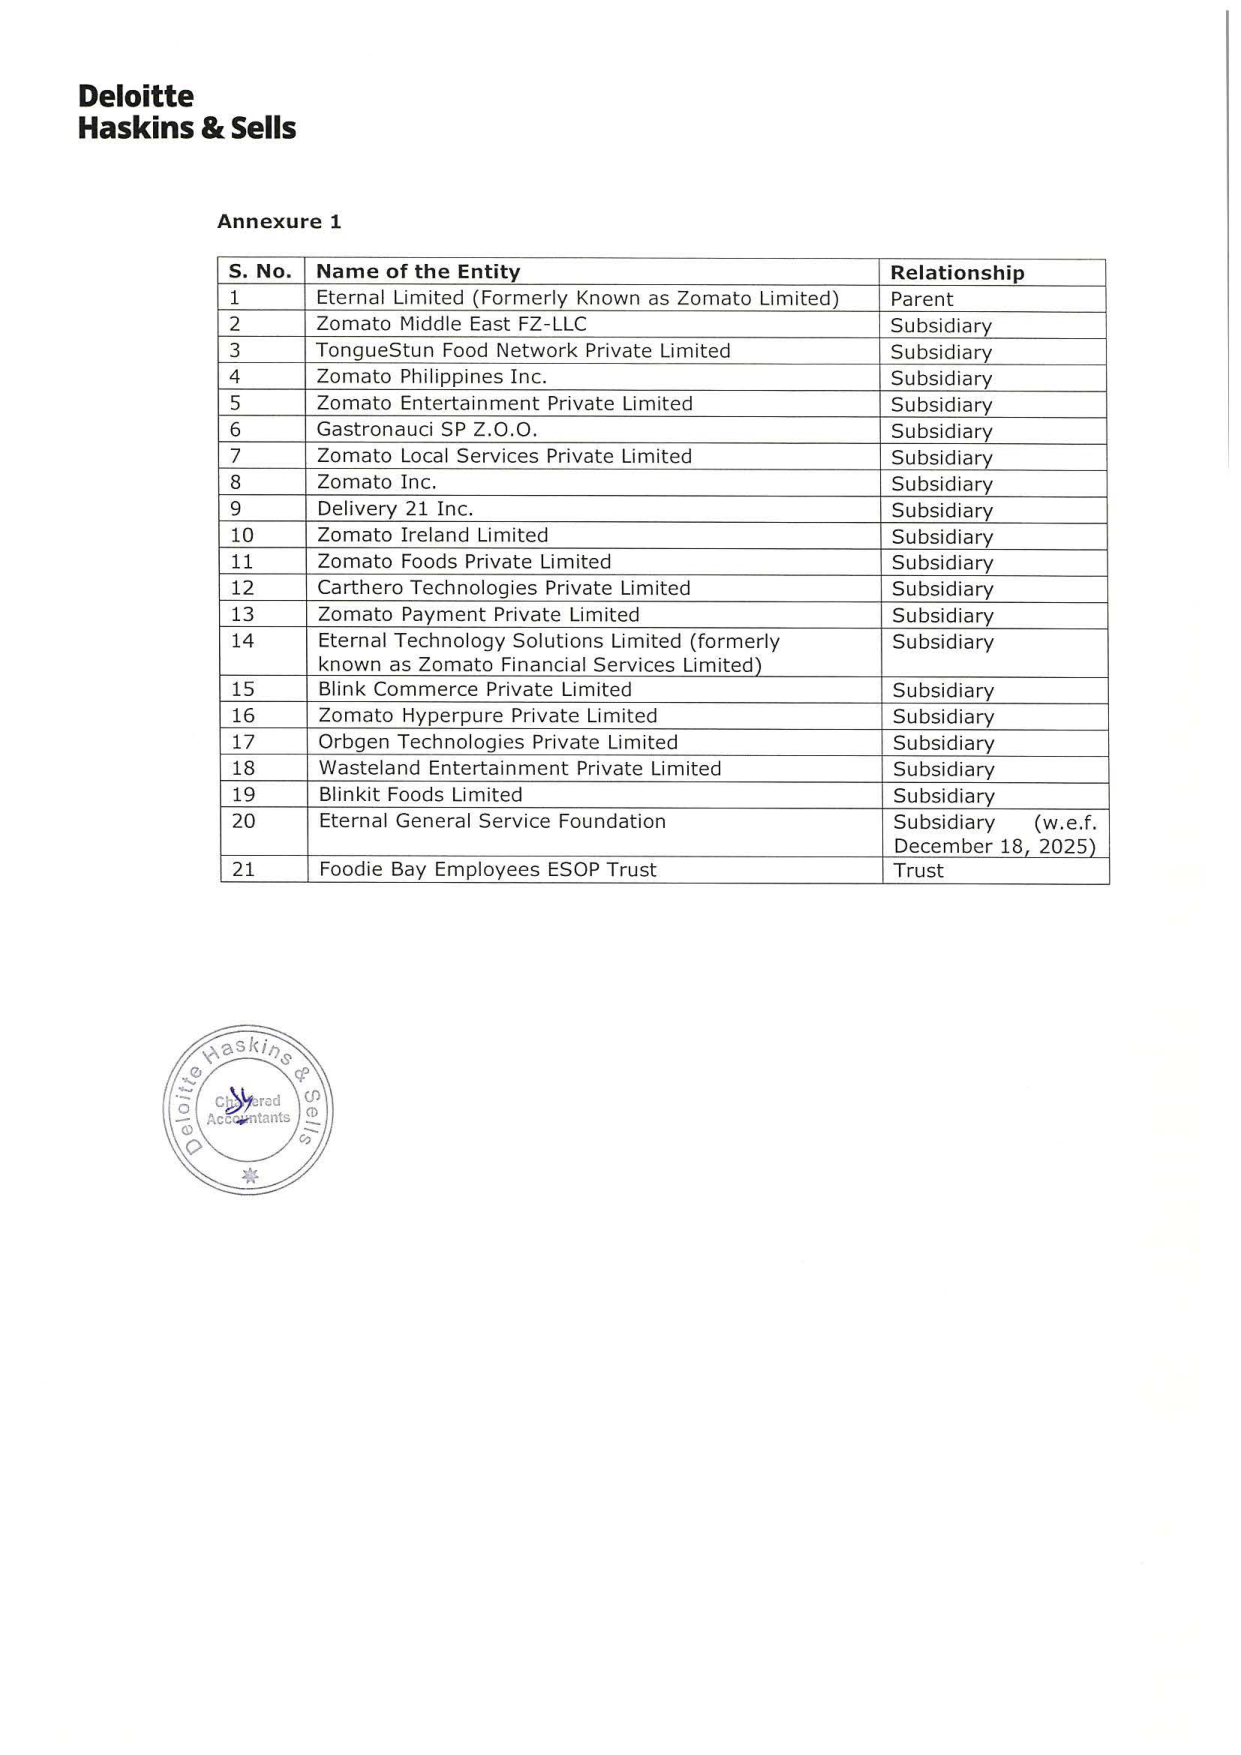 Deloitte
Haskins & Sells
Annexure 1
S. No. Name of the Entity Relationship
1 Eternal Limited (Formerly Known as Zomato Limited) Parent
2 Zomato Middle East FZ-LLC Subsidiary
3 TongueStun Food Network Private Limited Subsidiary
4 Zomato Philippines Inc. Subsidiary
5 Zomato Entertainment Private Limited Subsidiary
6 Gastronauci SP Z.O.O. Subsidiary
7 Zomato Local Services Private Limited Subsidiary
8 Zomato Inc. Subsidiary
9 Delivery 21 Inc. Subsidiary
10 Zomato Ireland Limited Subsidiary
11 Zomato Foods Private Limited Subsidiary
12 Carthero Technologies Private Limited Subsidiary
13 Zomato Payment Private Limited Subsidiary
14 Eternal Technology Solutions Limited (formerly Subsidiary
known as Zomato Financial Services Limited)
15 Blink Commerce Private Limited Subsidiary
16 Zomato Hyperpure Private Limited Subsidiary
17 Orbgen Technologies Private Limited Subsidiary
18 Wasteland Entertainment Private Limited Subsidiary
19 Blinkit Foods Limited Subsidiary
20 Eternal General Service Foundation Subsidiary (w.e.f.
December 18, 2025)
21 Foodie Bay Employees ESOP Trust Trust
Deloitte Haskins & Sells
Chartered
Accountants